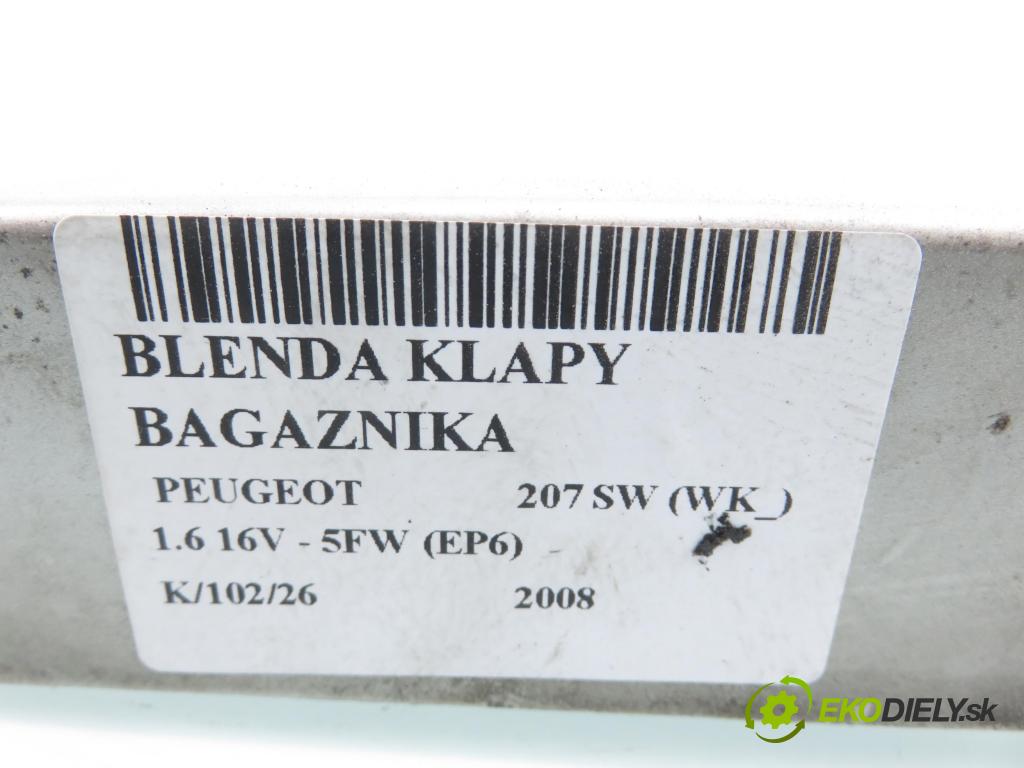 BLENDA KLAPY
BAGAZNIKA
PEUGEOT 207 SW (WK_)
1.6 16V - 5FW (EP6)
K/102/26 2008
EKODIELY.sk